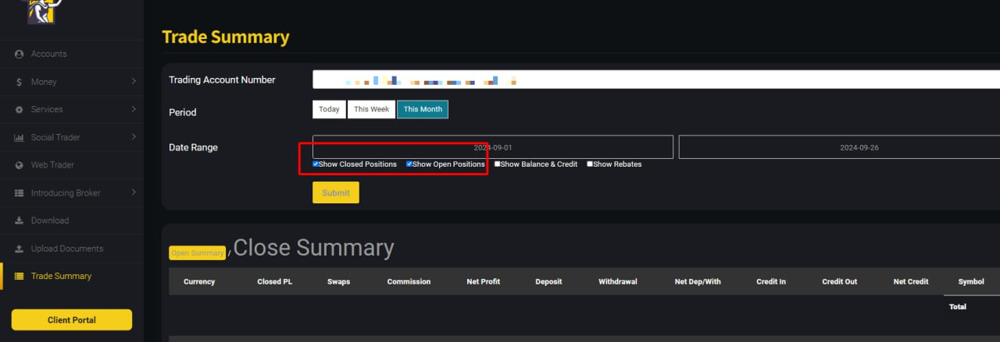 Trade Summary
Accounts
Money
Services
Social Trader
Web Trader
Introducing Broker
Download
Upload Documents
Trade Summary
Client Portal
Trading Account Number
Period
Today This Week This Month
Date Range
2024-09-01 2024-09-26
Show Closed Positions Show Open Positions Show Balance & Credit Show Rebates
Submit
Open Summary / Close Summary
Currency Closed PL Swaps Commission Net Profit Deposit Withdrawal Net Dep/With Credit In Credit Out Net Credit Symbol
Total